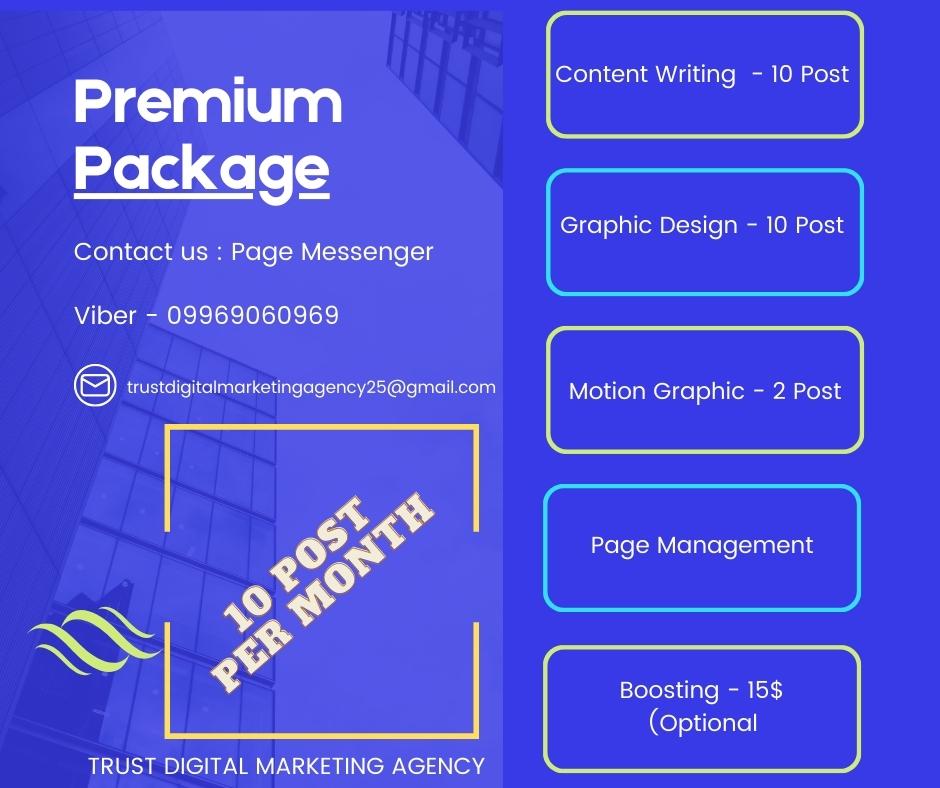 Premium
Package
Contact us : Page Messenger
Viber - 09969060969
trustdigitalmarketingagency25@gmail.com
10 POST
PER MONTH
TRUST DIGITAL MARKETING AGENCY
Content Writing - 10 Post
Graphic Design - 10 Post
Motion Graphic - 2 Post
Page Management
Boosting - 15$
(Optional